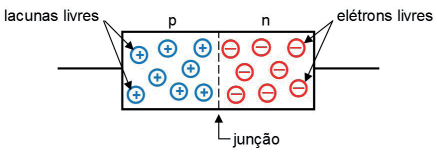 lacunas livres
p
n
elétrons livres
junção